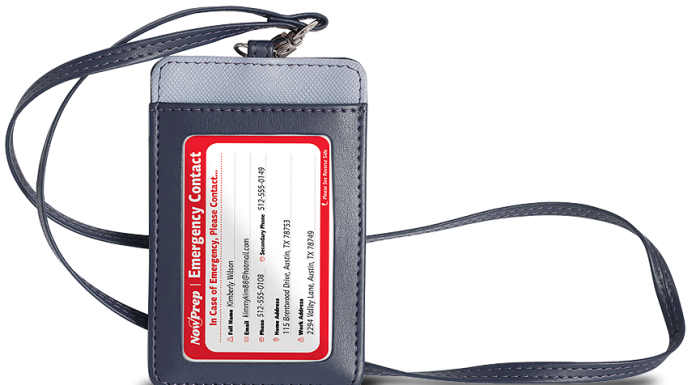 NowPrep | Emergency Contact
In Case of Emergency, Please Contact...
Full Name Kimberly Wilson
Email kimmykim88@hotmail.com
Phone 512-555-0108 Secondary Phone 512-555-0149
Home Address
115 Brentwood Drive, Austin, TX 78753
Work Address
2294 Valley Lane, Austin, TX 78749
Please See Reverse Side